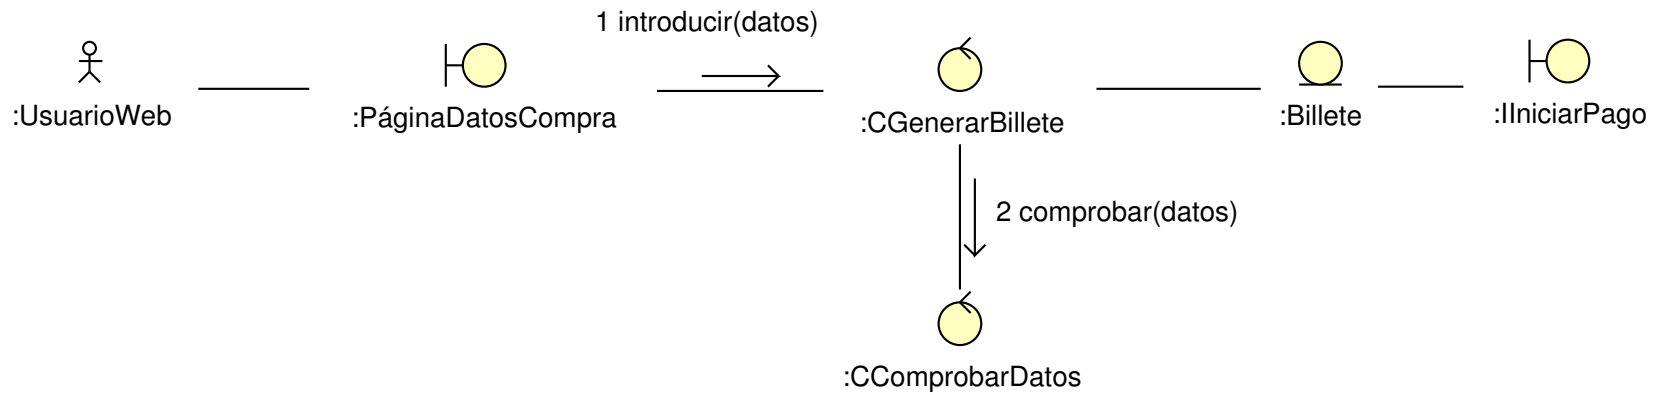 1 introducir(datos)
:UsuarioWeb
:PáginaDatosCompra
:CGenerarBillete
:Billete
:IIniciarPago
2 comprobar(datos)
:CComprobarDatos